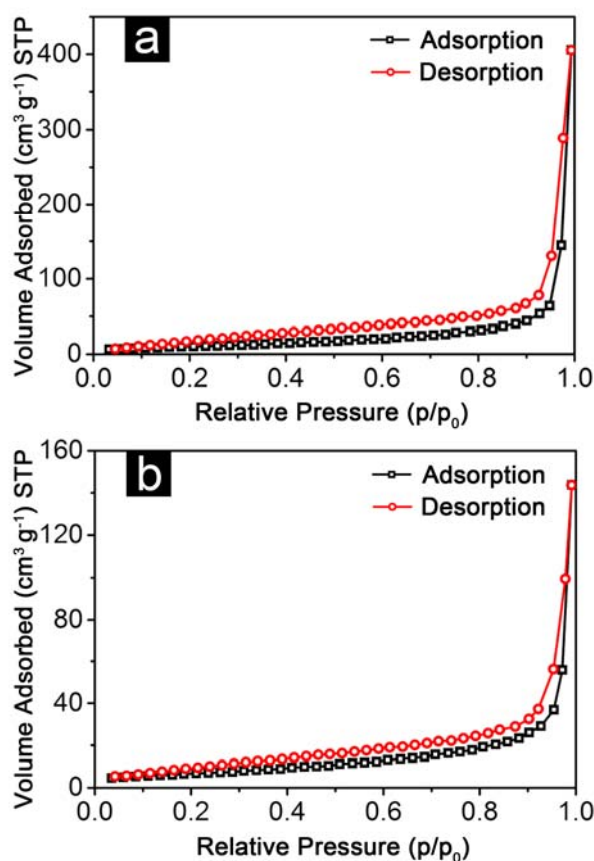 a
Adsorption
Desorption
Volume Adsorbed (cm³ g⁻¹) STP
400
300
200
100
0
0.0 0.2 0.4 0.6 0.8 1.0
Relative Pressure (p/p₀)
b
Adsorption
Desorption
Volume Adsorbed (cm³ g⁻¹) STP
160
120
80
40
0
0.0 0.2 0.4 0.6 0.8 1.0
Relative Pressure (p/p₀)